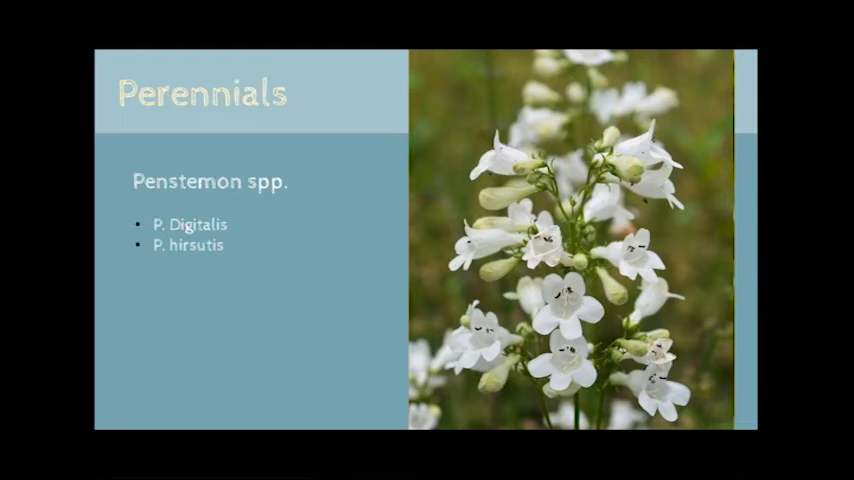 Perennials
Penstemon spp.
• P. Digitalis
• P. hirsutis